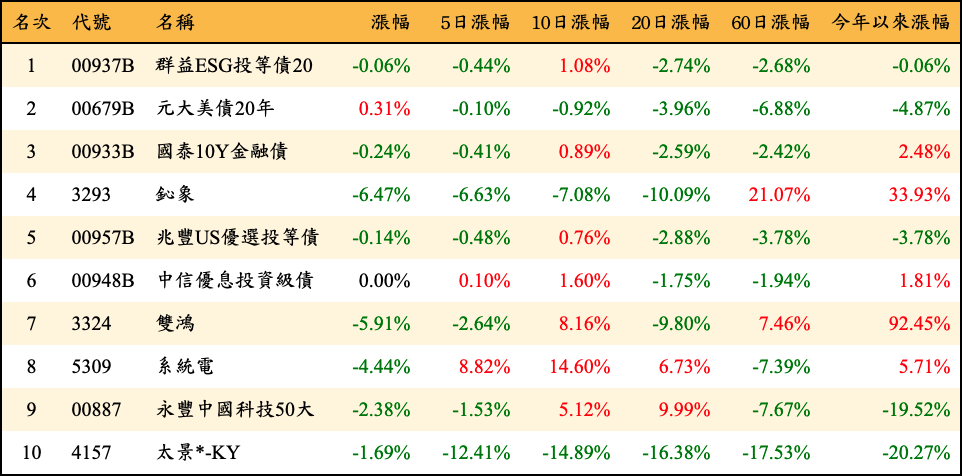 名次 代號 名稱 漲幅 5日漲幅 10日漲幅 20日漲幅 60日漲幅 今年以來漲幅
1 00937B 群益ESG投等債20 -0.06% -0.44% 1.08% -2.74% -2.68% -0.06%
2 00679B 元大美債20年 0.31% -0.10% -0.92% -3.96% -6.88% -4.87%
3 00933B 國泰10Y金融債 -0.24% -0.41% 0.89% -2.59% -2.42% 2.48%
4 3293 鈊象 -6.47% -6.63% -7.08% -10.09% 21.07% 33.93%
5 00957B 兆豐US優選投等債 -0.14% -0.48% 0.76% -2.88% -3.78% -3.78%
6 00948B 中信優息投資級債 0.00% 0.10% 1.60% -1.75% -1.94% 1.81%
7 3324 雙鴻 -5.91% -2.64% 8.16% -9.80% 7.46% 92.45%
8 5309 系統電 -4.44% 8.82% 14.60% 6.73% -7.39% 5.71%
9 00887 永豐中國科技50大 -2.38% -1.53% 5.12% 9.99% -7.67% -19.52%
10 4157 太景*-KY -1.69% -12.41% -14.89% -16.38% -17.53% -20.27%